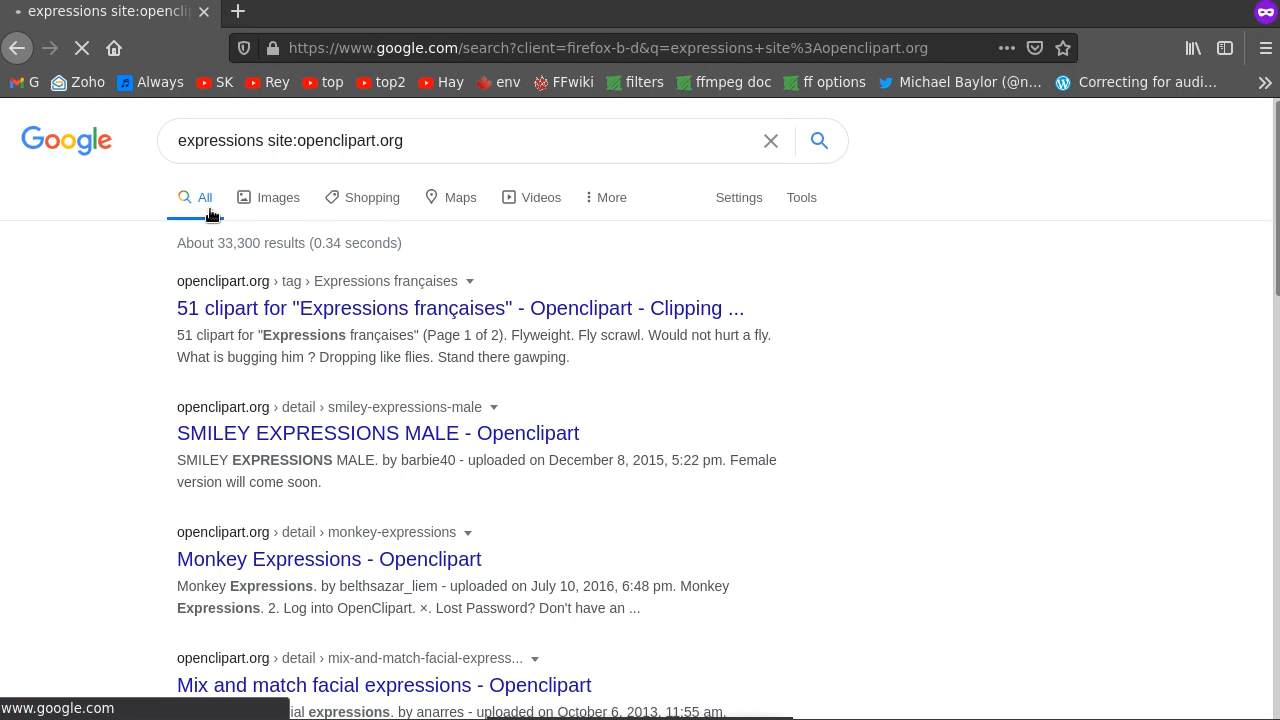 expressions site:opencli
https://www.google.com/search?client=firefox-b-d&q=expressions+site%3Aopenclipart.org
G Zoho Always SK Rey top top2 Hay env FFwiki filters ffmpeg doc ff options Michael Baylor (@n... Correcting for audi...
Google
expressions site:openclipart.org
All Images Shopping Maps Videos More Settings Tools
About 33,300 results (0.34 seconds)
openclipart.org › tag › Expressions françaises
51 clipart for "Expressions françaises" - Openclipart - Clipping ...
51 clipart for "Expressions françaises" (Page 1 of 2). Flyweight. Fly scrawl. Would not hurt a fly.
What is bugging him ? Dropping like flies. Stand there gawping.
openclipart.org › detail › smiley-expressions-male
SMILEY EXPRESSIONS MALE - Openclipart
SMILEY EXPRESSIONS MALE. by barbie40 - uploaded on December 8, 2015, 5:22 pm. Female
version will come soon.
openclipart.org › detail › monkey-expressions
Monkey Expressions - Openclipart
Monkey Expressions. by belthsazar_liem - uploaded on July 10, 2016, 6:48 pm. Monkey
Expressions. 2. Log into OpenClipart. ×. Lost Password? Don't have an ...
openclipart.org › detail › mix-and-match-facial-express...
Mix and match facial expressions - Openclipart
ial expressions. by anarres - uploaded on October 6, 2013, 11:55 am.
www.google.com